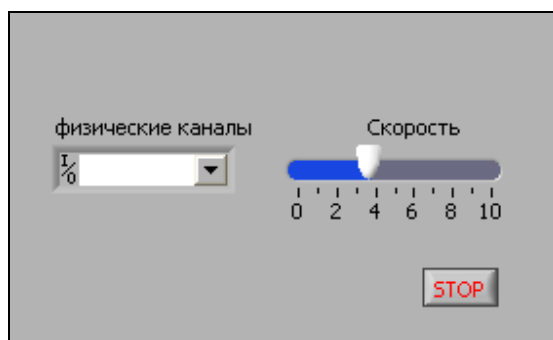 физические каналы
Скорость
I/O
0 2 4 6 8 10
STOP